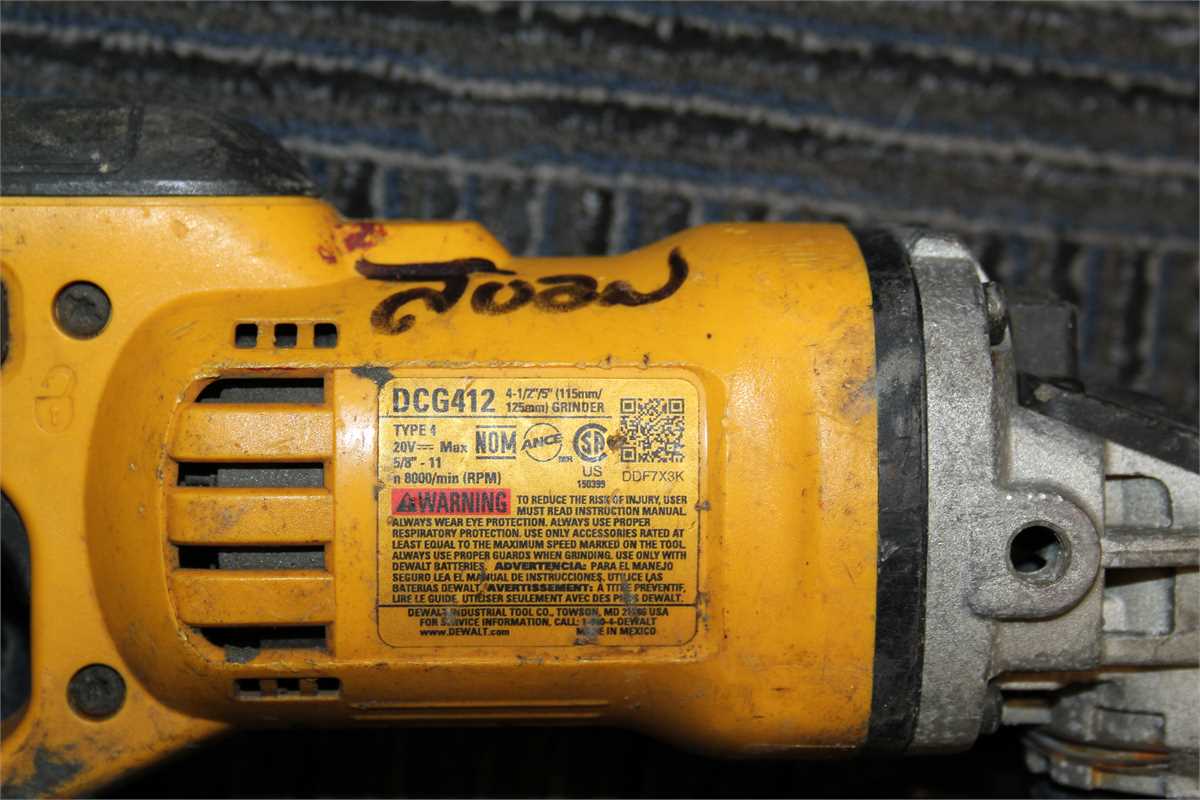 DCG412 4-1/2"/5" (115mm/
125mm) GRINDER
TYPE 4
20V⎓ Max NOM ANCE MR SA
5/8" - 11 US DDF7X3K
n 8000/min (RPM) 150399
WARNING TO REDUCE THE RISK OF INJURY, USER
MUST READ INSTRUCTION MANUAL.
ALWAYS WEAR EYE PROTECTION. ALWAYS USE PROPER
RESPIRATORY PROTECTION. USE ONLY ACCESSORIES RATED AT
LEAST EQUAL TO THE MAXIMUM SPEED MARKED ON THE TOOL.
ALWAYS USE PROPER GUARDS WHEN GRINDING. USE ONLY WITH
DEWALT BATTERIES. ADVERTENCIA: PARA EL MANEJO
SEGURO LEA EL MANUAL DE INSTRUCCIONES. UTILICE LAS
BATERIAS DEWALT. AVERTISSEMENT: A TITRE PREVENTIF,
LIRE LE GUIDE. UTILISER SEULEMENT AVEC DES PILES DEWALT.
DEWALT INDUSTRIAL TOOL CO., TOWSON, MD 21286 USA
FOR SERVICE INFORMATION, CALL: 1-800-4-DEWALT
www.DEWALT.com MADE IN MEXICO